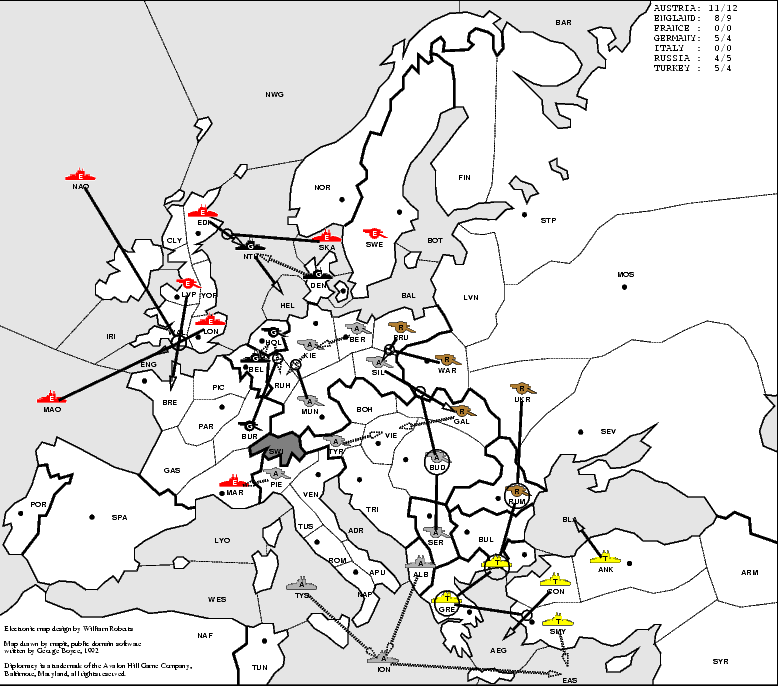 AUSTRIA: 11/12
ENGLAND: 8/9
FRANCE : 0/0
GERMANY: 5/4
ITALY : 0/0
RUSSIA : 4/5
TURKEY : 5/4
BAR
NWG
NAO
NOR
FIN
STP
EDI
CLY
NTH
SKA
SWE
BOT
DEN
MOS
LVP
YOR
HEL
BAL
LVN
LON
IRI
HOL
KIE
BER
PRU
ENG
BEL
RUH
SIL
WAR
MAO
BRE
PIC
MUN
BOH
GAL
UKR
PAR
BUR
VIE
SEV
SWI
TYR
BUD
GAS
MAR
PIE
RUM
POR
SPA
VEN
TRI
BLA
LYO
TUS
ADR
SER
BUL
ROM
APU
ALB
ANK
ARM
WES
TYS
NAP
GRE
CON
SMY
NAF
TUN
ION
AEG
EAS
SYR
Electronic map design by William Roberts
Map drawn by mapit, public domain software
written by George Boyce, 1992
Diplomacy is a trademark of the Avalon Hill Game Company,
Baltimore, Maryland, all rights reserved.